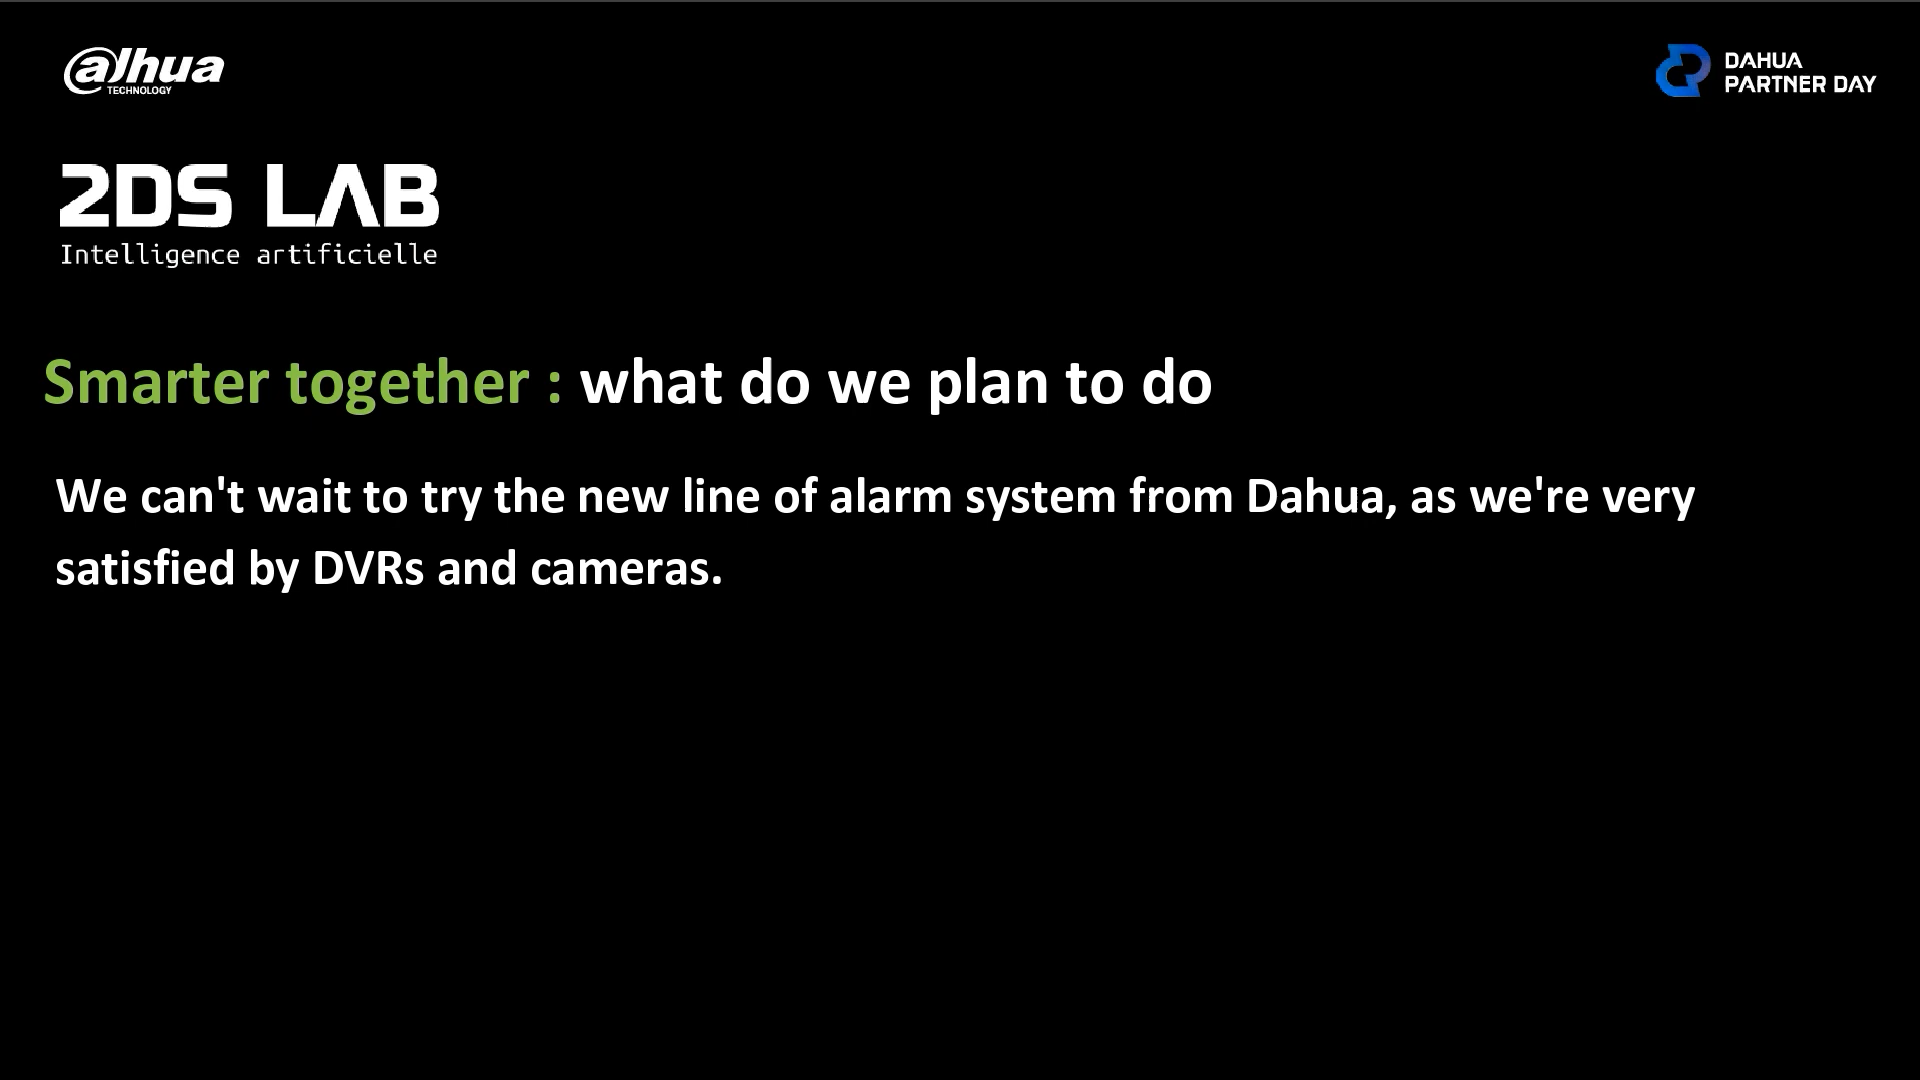 alhua
TECHNOLOGY
DAHUA
PARTNER DAY
2DS LAB
Intelligence artificielle
Smarter together : what do we plan to do
We can't wait to try the new line of alarm system from Dahua, as we're very
satisfied by DVRs and cameras.